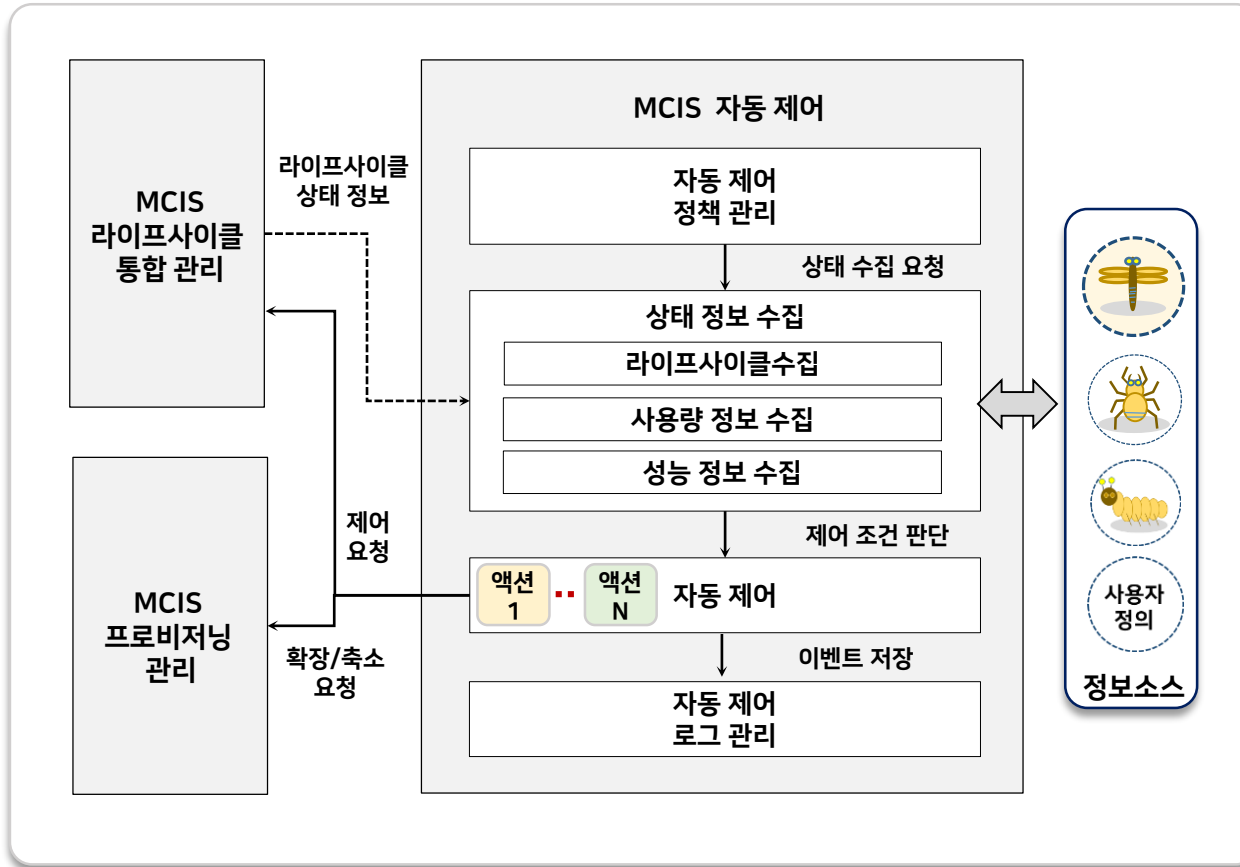 MCIS 자동 제어
자동 제어
정책 관리
상태 수집 요청
상태 정보 수집
라이프사이클수집
사용량 정보 수집
성능 정보 수집
제어 조건 판단
액션
1
액션
N
자동 제어
이벤트 저장
자동 제어
로그 관리
MCIS
라이프사이클
통합 관리
라이프사이클
상태 정보
제어
요청
MCIS
프로비저닝
관리
확장/축소
요청
사용자
정의
정보소스